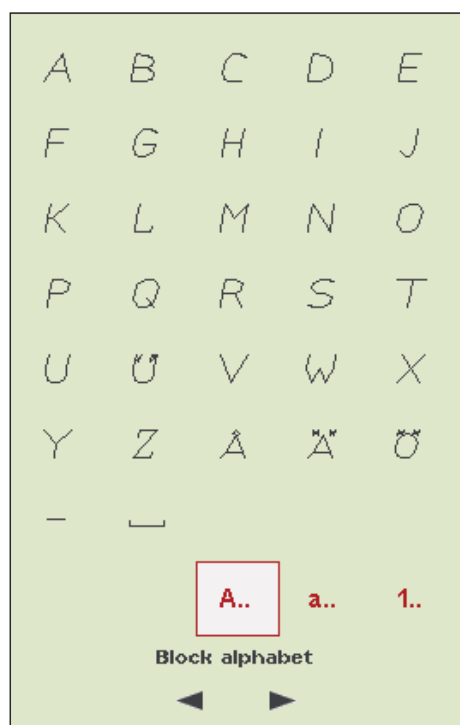 A B C D E
F G H I J
K L M N O
P Q R S T
U Ü V W X
Y Z Å Ä Ö
–
A.. a.. 1..
Block alphabet